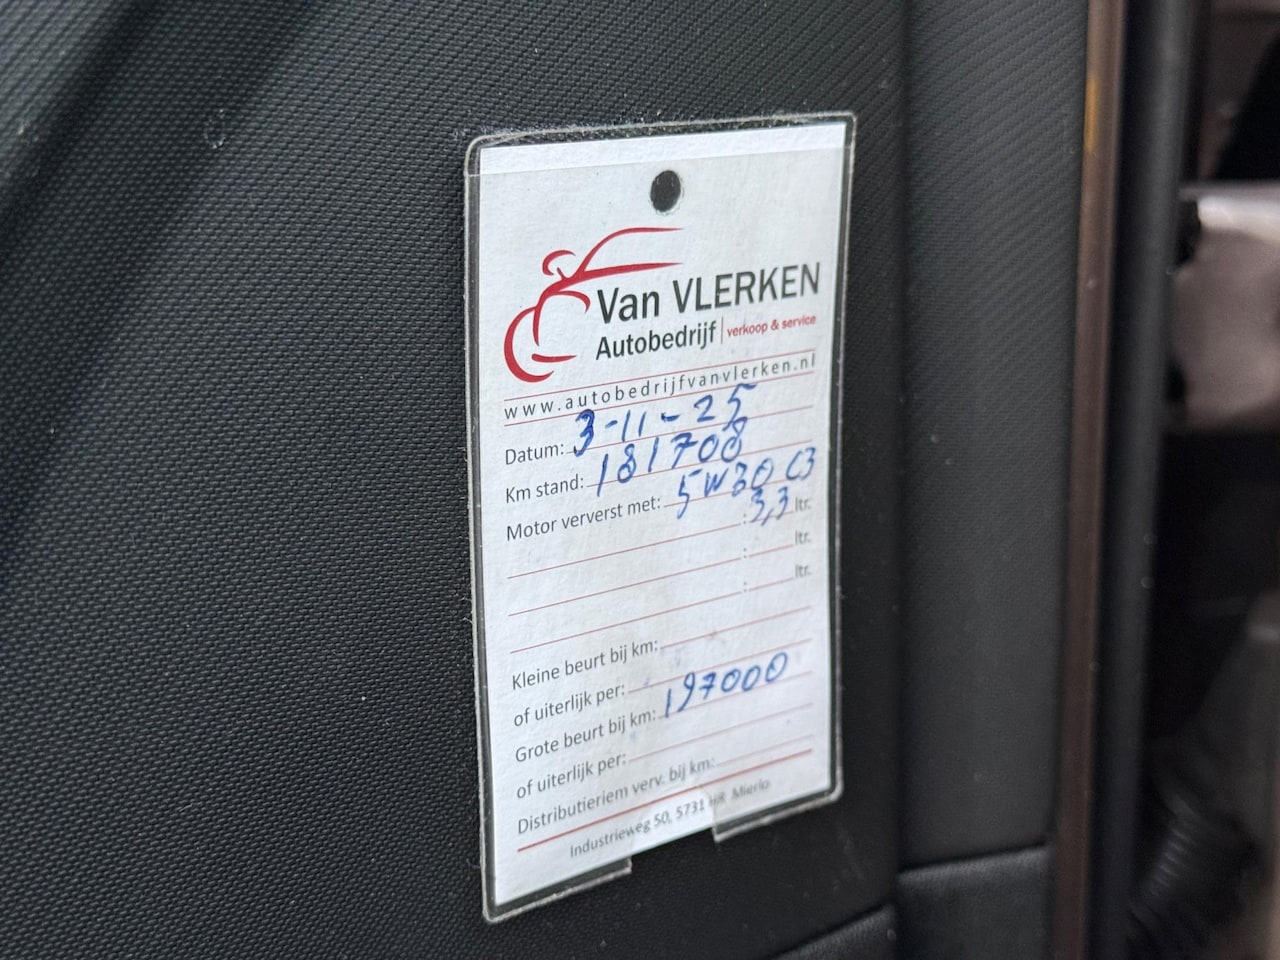 Van VLERKEN
Autobedrijf | verkoop & service
www.autobedrijfvanvlerken.nl
Datum: 3-11-25
Km stand: 181708
Motor ververst met: 5W30 C3
: 3,3 ltr.
: ltr.
: ltr.
Kleine beurt bij km:
of uiterlijk per:
Grote beurt bij km: 197000
of uiterlijk per:
Distributieriem verv. bij km:
Industrieweg 50, 5731 Mierlo